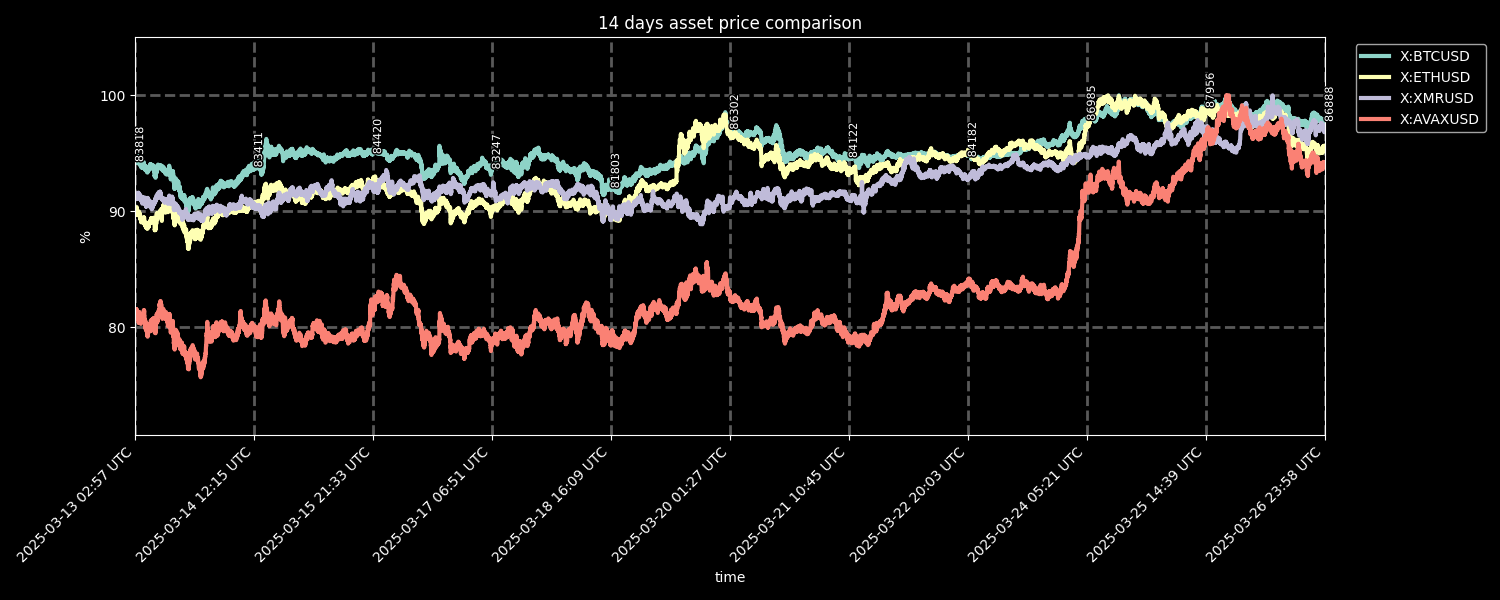 14 days asset price comparison
X:BTCUSD
X:ETHUSD
X:XMRUSD
X:AVAXUSD
100
90
80
%
83818
83411
84420
83247
81803
86302
84122
84182
86985
87956
86888
2025-03-13 02:57 UTC
2025-03-14 12:15 UTC
2025-03-15 21:33 UTC
2025-03-17 06:51 UTC
2025-03-18 16:09 UTC
2025-03-20 01:27 UTC
2025-03-21 10:45 UTC
2025-03-22 20:03 UTC
2025-03-24 05:21 UTC
2025-03-25 14:39 UTC
2025-03-26 23:58 UTC
time